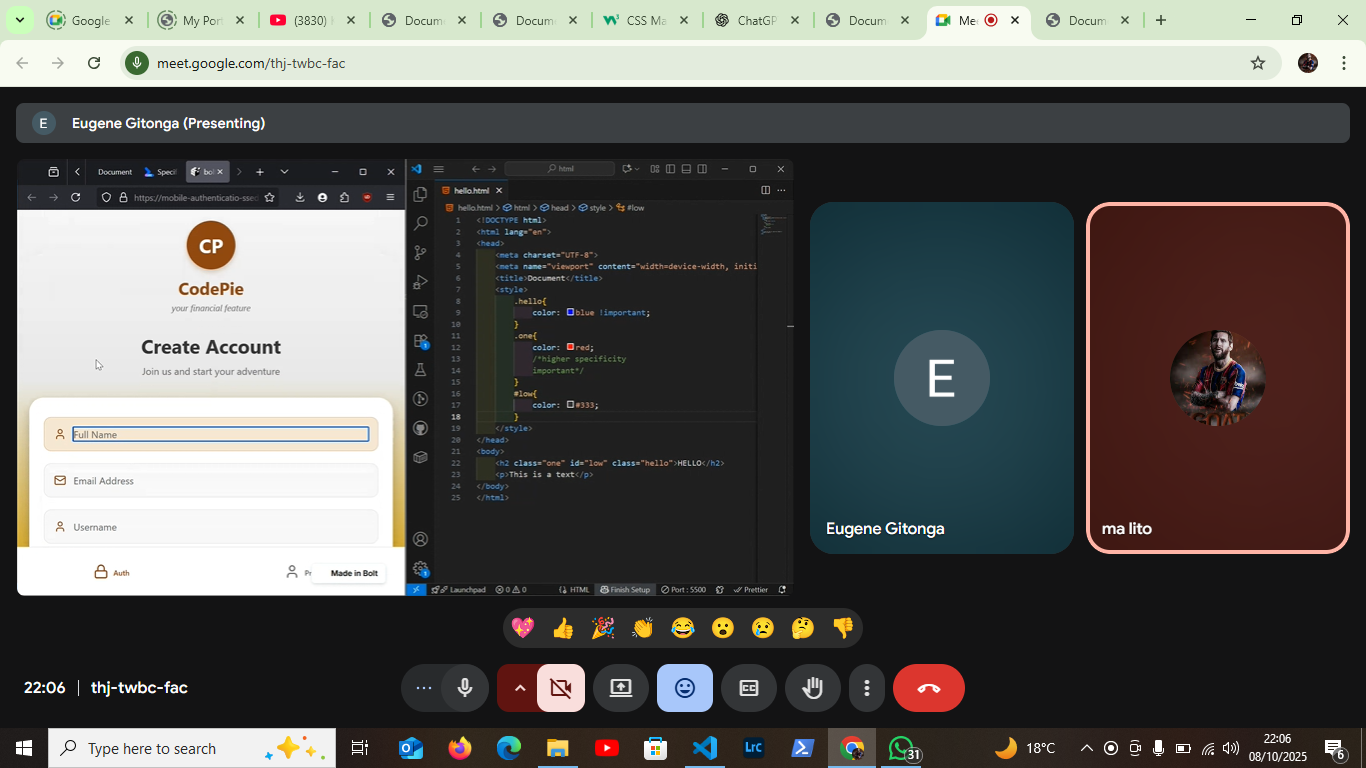 Google
My Port
(3830) 
Docum
Docum
CSS Ma
ChatGP
Docum
Mee
Docum
meet.google.com/thj-twbc-fac
E
Eugene Gitonga (Presenting)
Document
Specif
bol
https://mobile-authenticatio-ssed
CP
CodePie
your financial feature
Create Account
Join us and start your adventure
Full Name
Email Address
Username
Auth
Pr
Made in Bolt
html
hello.html
hello.html > html > head > style > #low
1 <!DOCTYPE html>
2 <html lang="en">
3 <head>
4 <meta charset="UTF-8">
5 <meta name="viewport" content="width=device-width, initi
6 <title>Document</title>
7 <style>
8 .hello{
9 color: blue !important;
10 }
11 .one{
12 color: red;
13 /*higher specificity
14 important*/
15 }
16 #low{
17 color: #333;
18 }
19 </style>
20 </head>
21 <body>
22 <h2 class="one" id="low" class="hello">HELLO</h2>
23 <p>This is a text</p>
24 </body>
25 </html>
Launchpad
0 0
HTML
Finish Setup
Port : 5500
Prettier
E
Eugene Gitonga
ma lito
22:06 | thj-twbc-fac
CC
Type here to search
Lrc
31
18°C
22:06
08/10/2025
6